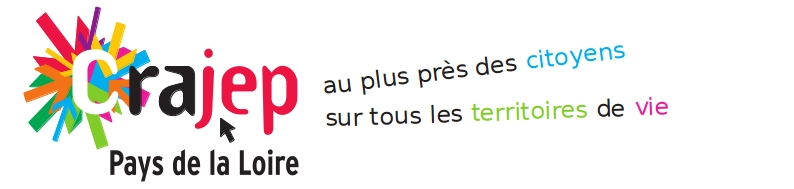 Crajep
Pays de la Loire
au plus près des citoyens
sur tous les territoires de vie